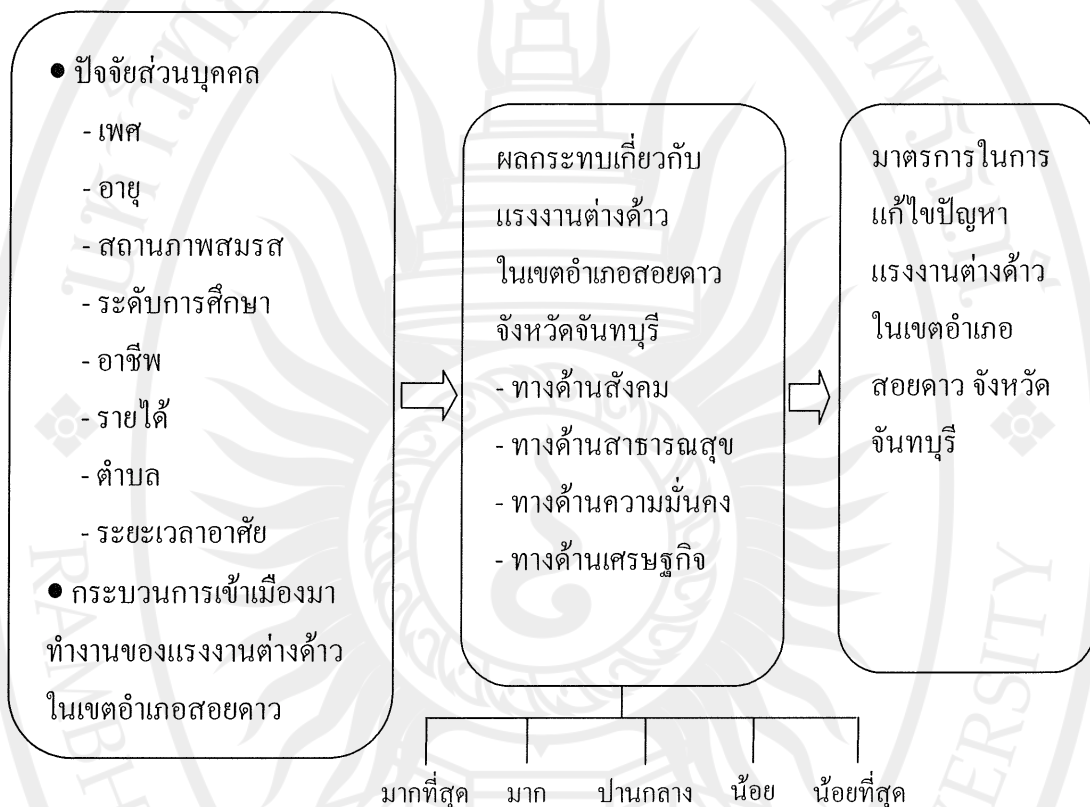 ● ปัจจัยส่วนบุคคล
- เพศ
- อายุ
- สถานภาพสมรส
- ระดับการศึกษา
- อาชีพ
- รายได้
- ตำบล
- ระยะเวลาอาศัย
● กระบวนการเข้าเมืองมา
ทำงานของแรงงานต่างด้าว
ในเขตอำเภอสอยดาว
ผลกระทบเกี่ยวกับ
แรงงานต่างด้าว
ในเขตอำเภอสอยดาว
จังหวัดจันทบุรี
- ทางด้านสังคม
- ทางด้านสาธารณสุข
- ทางด้านความมั่นคง
- ทางด้านเศรษฐกิจ
มาตรการในการ
แก้ไขปัญหา
แรงงานต่างด้าว
ในเขตอำเภอ
สอยดาว จังหวัด
จันทบุรี
มากที่สุด มาก ปานกลาง น้อย น้อยที่สุด